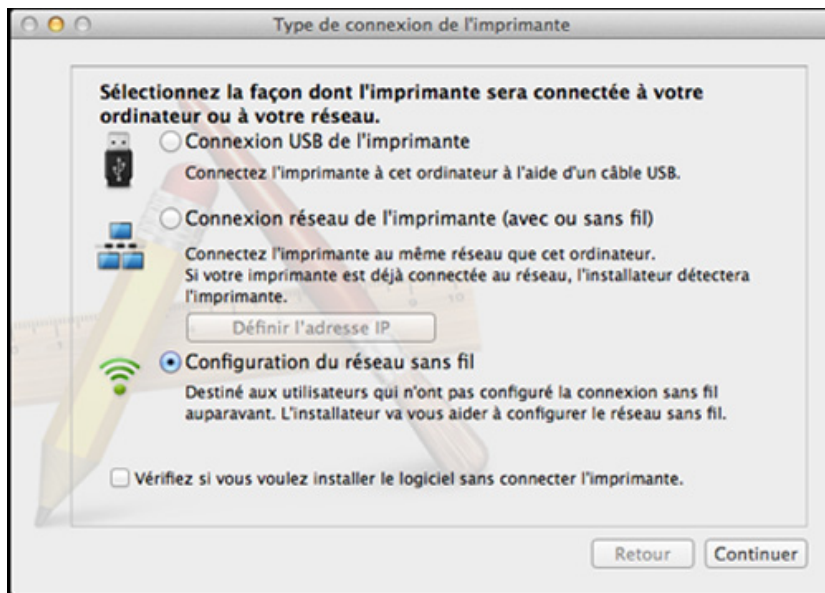 Type de connexion de l'imprimante
Sélectionnez la façon dont l'imprimante sera connectée à votre
ordinateur ou à votre réseau.
Connexion USB de l'imprimante
Connectez l'imprimante à cet ordinateur à l'aide d'un câble USB.
Connexion réseau de l'imprimante (avec ou sans fil)
Connectez l'imprimante au même réseau que cet ordinateur.
Si votre imprimante est déjà connectée au réseau, l'installateur détectera
l'imprimante.
Définir l'adresse IP
Configuration du réseau sans fil
Destiné aux utilisateurs qui n'ont pas configuré la connexion sans fil
auparavant. L'installateur va vous aider à configurer le réseau sans fil.
Vérifiez si vous voulez installer le logiciel sans connecter l'imprimante.
Retour
Continuer